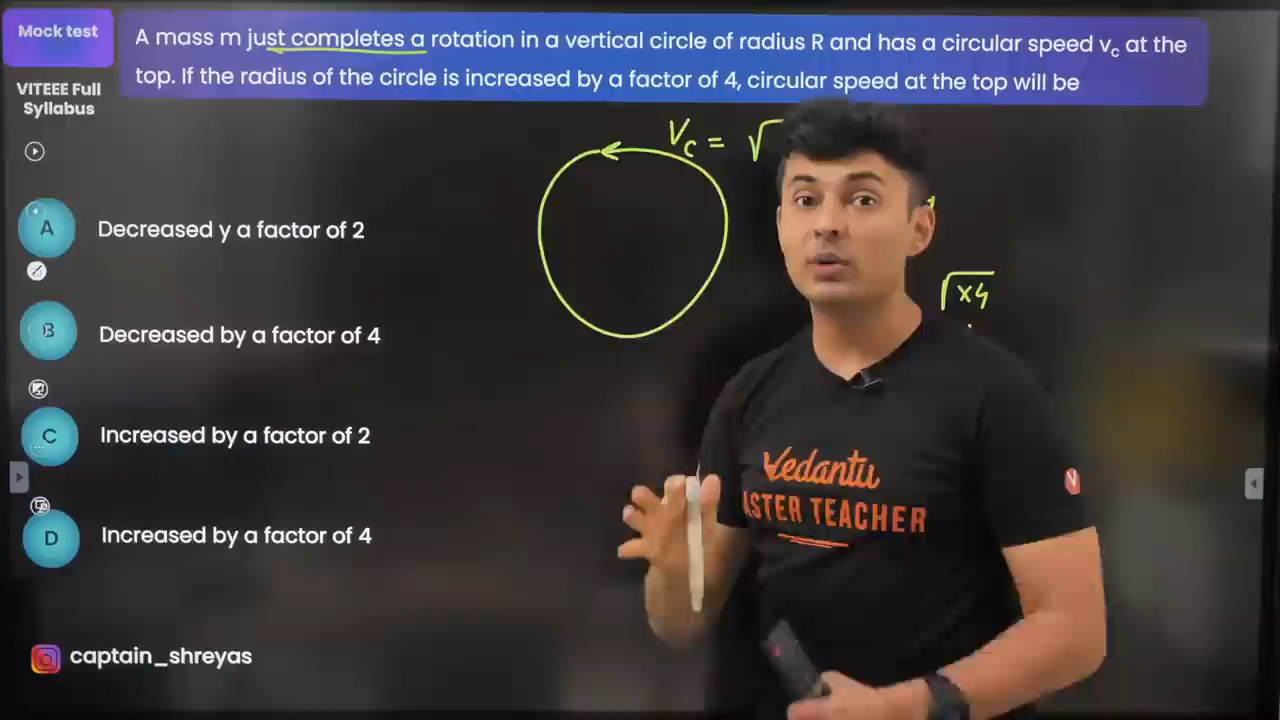 Mock test
A mass m just completes a rotation in a vertical circle of radius R and has a circular speed vc at the
top. If the radius of the circle is increased by a factor of 4, circular speed at the top will be
VITEEE Full
Syllabus
Vc = √
√x4
A Decreased y a factor of 2
B Decreased by a factor of 4
C Increased by a factor of 2
D Increased by a factor of 4
Vedantu
ASTER TEACHER
V
captain_shreyas